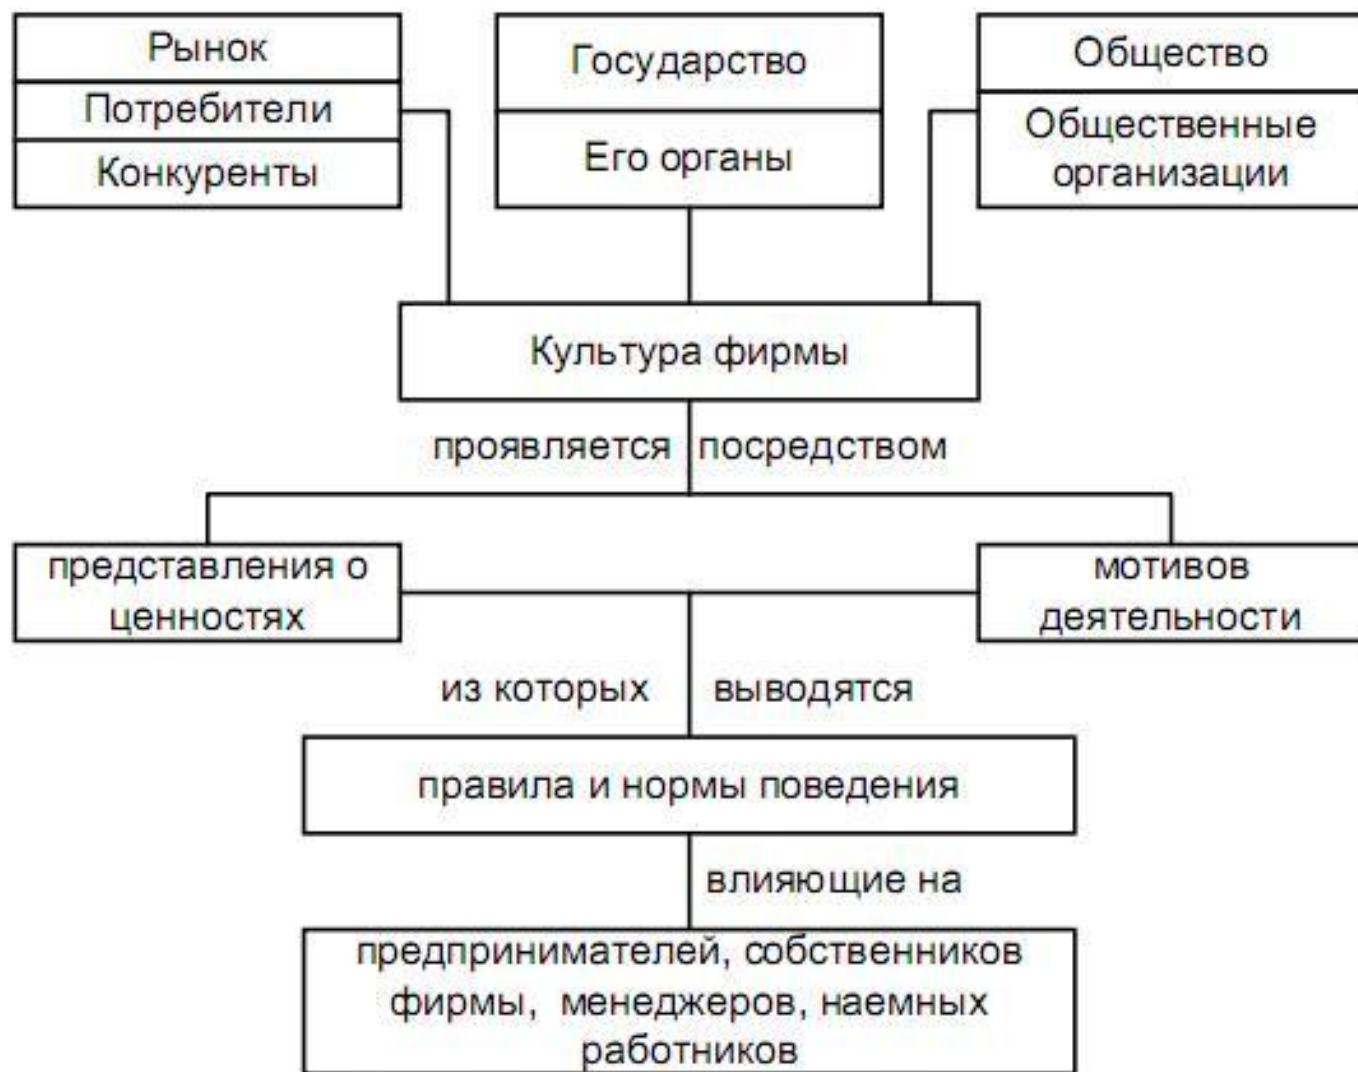 Рынок
Потребители
Конкуренты
Государство
Его органы
Общество
Общественные
организации
Культура фирмы
проявляется посредством
представления о
ценностях
мотивов
деятельности
из которых выводятся
правила и нормы поведения
влияющие на
предпринимателей, собственников
фирмы, менеджеров, наемных
работников